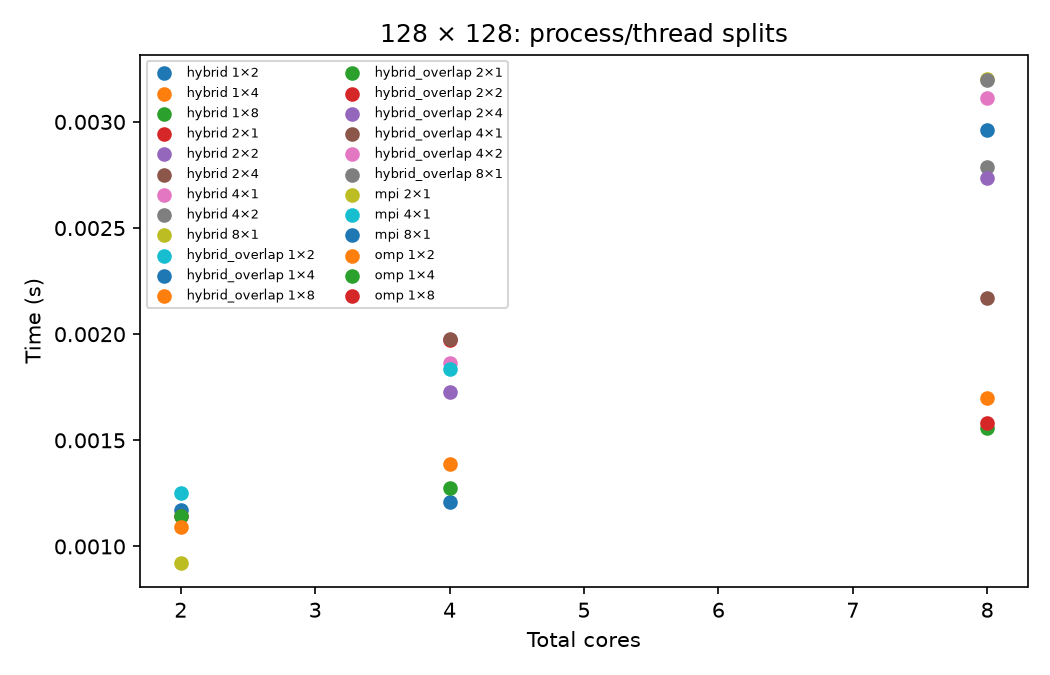 128 × 128: process/thread splits
hybrid 1×2
hybrid 1×4
hybrid 1×8
hybrid 2×1
hybrid 2×2
hybrid 2×4
hybrid 4×1
hybrid 4×2
hybrid 8×1
hybrid_overlap 1×2
hybrid_overlap 1×4
hybrid_overlap 1×8
hybrid_overlap 2×1
hybrid_overlap 2×2
hybrid_overlap 2×4
hybrid_overlap 4×1
hybrid_overlap 4×2
hybrid_overlap 8×1
mpi 2×1
mpi 4×1
mpi 8×1
omp 1×2
omp 1×4
omp 1×8
Time (s)
0.0030
0.0025
0.0020
0.0015
0.0010
2 3 4 5 6 7 8
Total cores